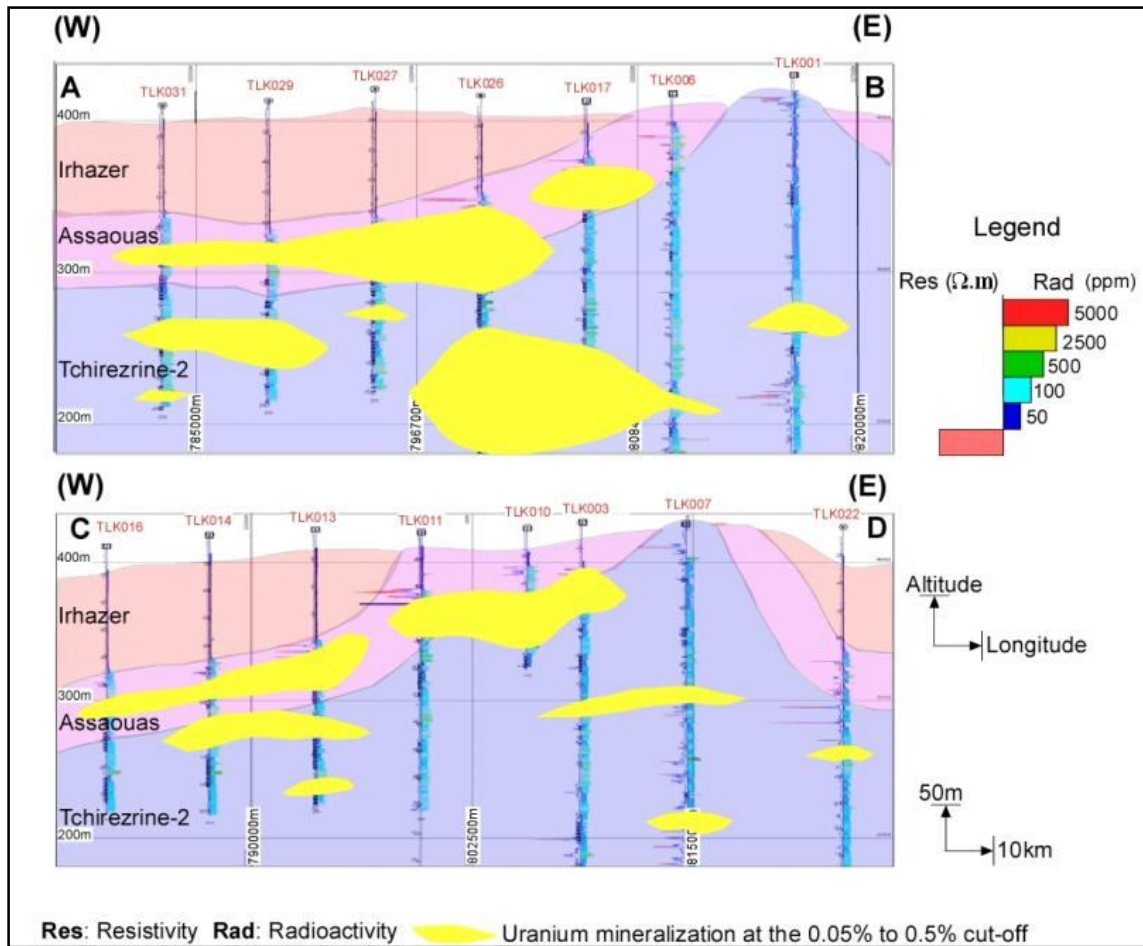 (W) (E)
A TLK031 TLK029 TLK027 TLK026 TLK017 TLK006 TLK001 B
400m
Irhazer
Assaouas
300m
Tchirezrine-2
200m
785000m 796700m 8084 820000m
Legend
Res (Ω.m) Rad (ppm)
5000
2500
500
100
50
(W) (E)
C TLK016 TLK014 TLK013 TLK011 TLK010 TLK003 TLK007 TLK022 D
400m
Irhazer
300m
Assaouas
Tchirezrine-2
200m
790000m 802500m 81500
Altitude
Longitude
50m
10km
Res: Resistivity Rad: Radioactivity Uranium mineralization at the 0.05% to 0.5% cut-off